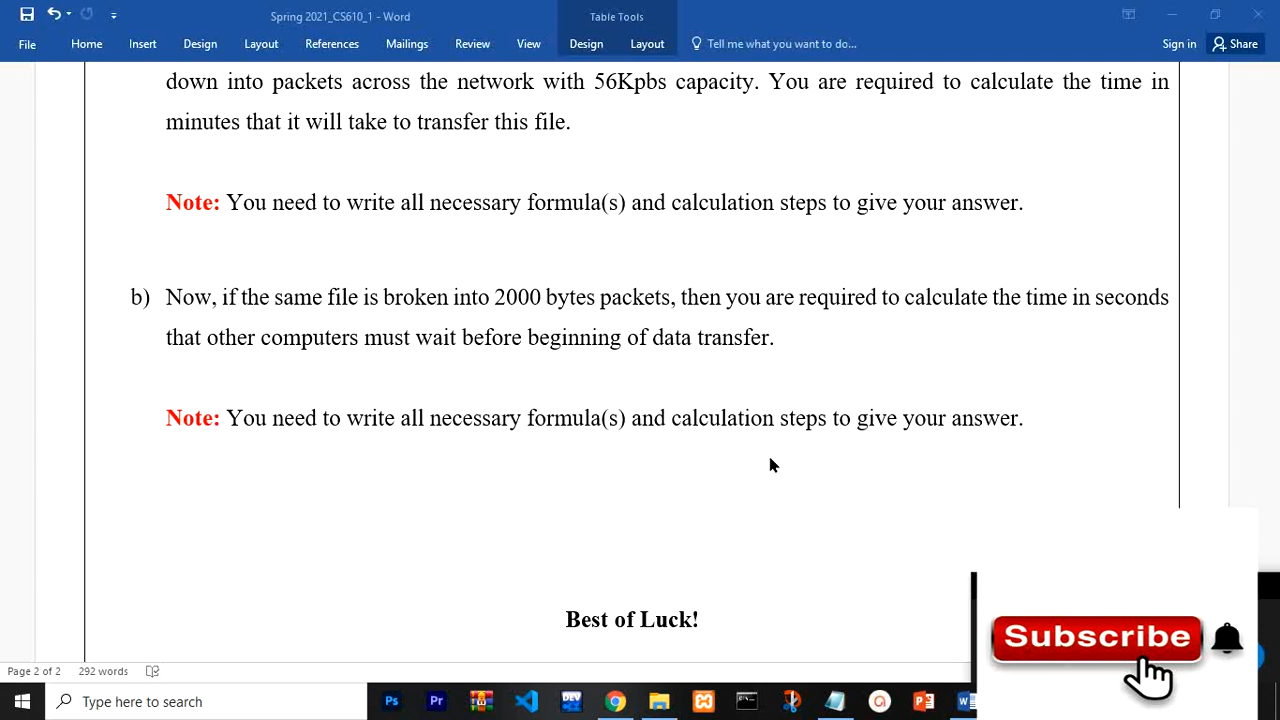 Spring 2021_CS610_1 - Word
Table Tools
File Home Insert Design Layout References Mailings Review View Design Layout Tell me what you want to do... Sign in Share
down into packets across the network with 56Kpbs capacity. You are required to calculate the time in
minutes that it will take to transfer this file.
Note: You need to write all necessary formula(s) and calculation steps to give your answer.
b) Now, if the same file is broken into 2000 bytes packets, then you are required to calculate the time in seconds
that other computers must wait before beginning of data transfer.
Note: You need to write all necessary formula(s) and calculation steps to give your answer.
Best of Luck!
Subscribe
Page 2 of 2 292 words
Type here to search
Ps Pr DEV